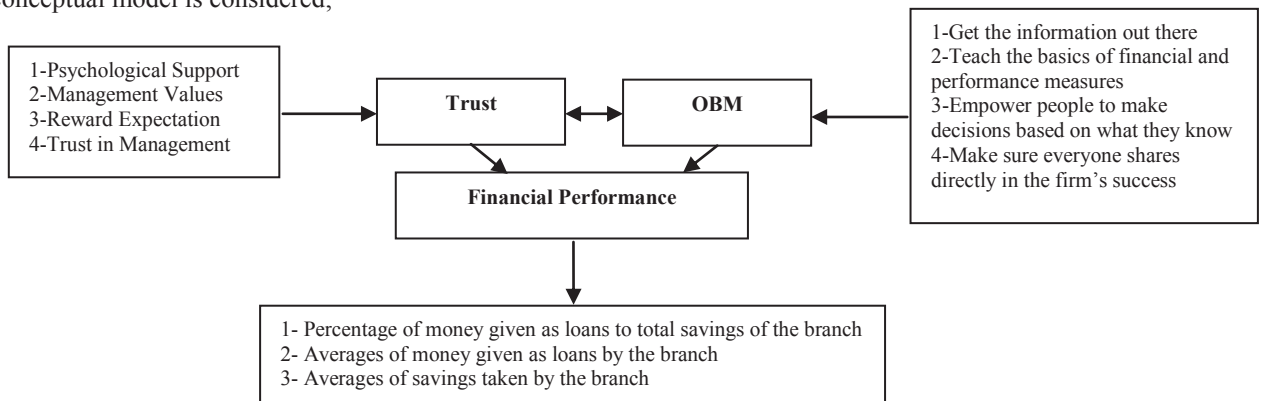 conceptual model is considered;
1-Psychological Support
2-Management Values
3-Reward Expectation
4-Trust in Management
Trust
OBM
1-Get the information out there
2-Teach the basics of financial and
performance measures
3-Empower people to make
decisions based on what they know
4-Make sure everyone shares
directly in the firm’s success
Financial Performance
1- Percentage of money given as loans to total savings of the branch
2- Averages of money given as loans by the branch
3- Averages of savings taken by the branch